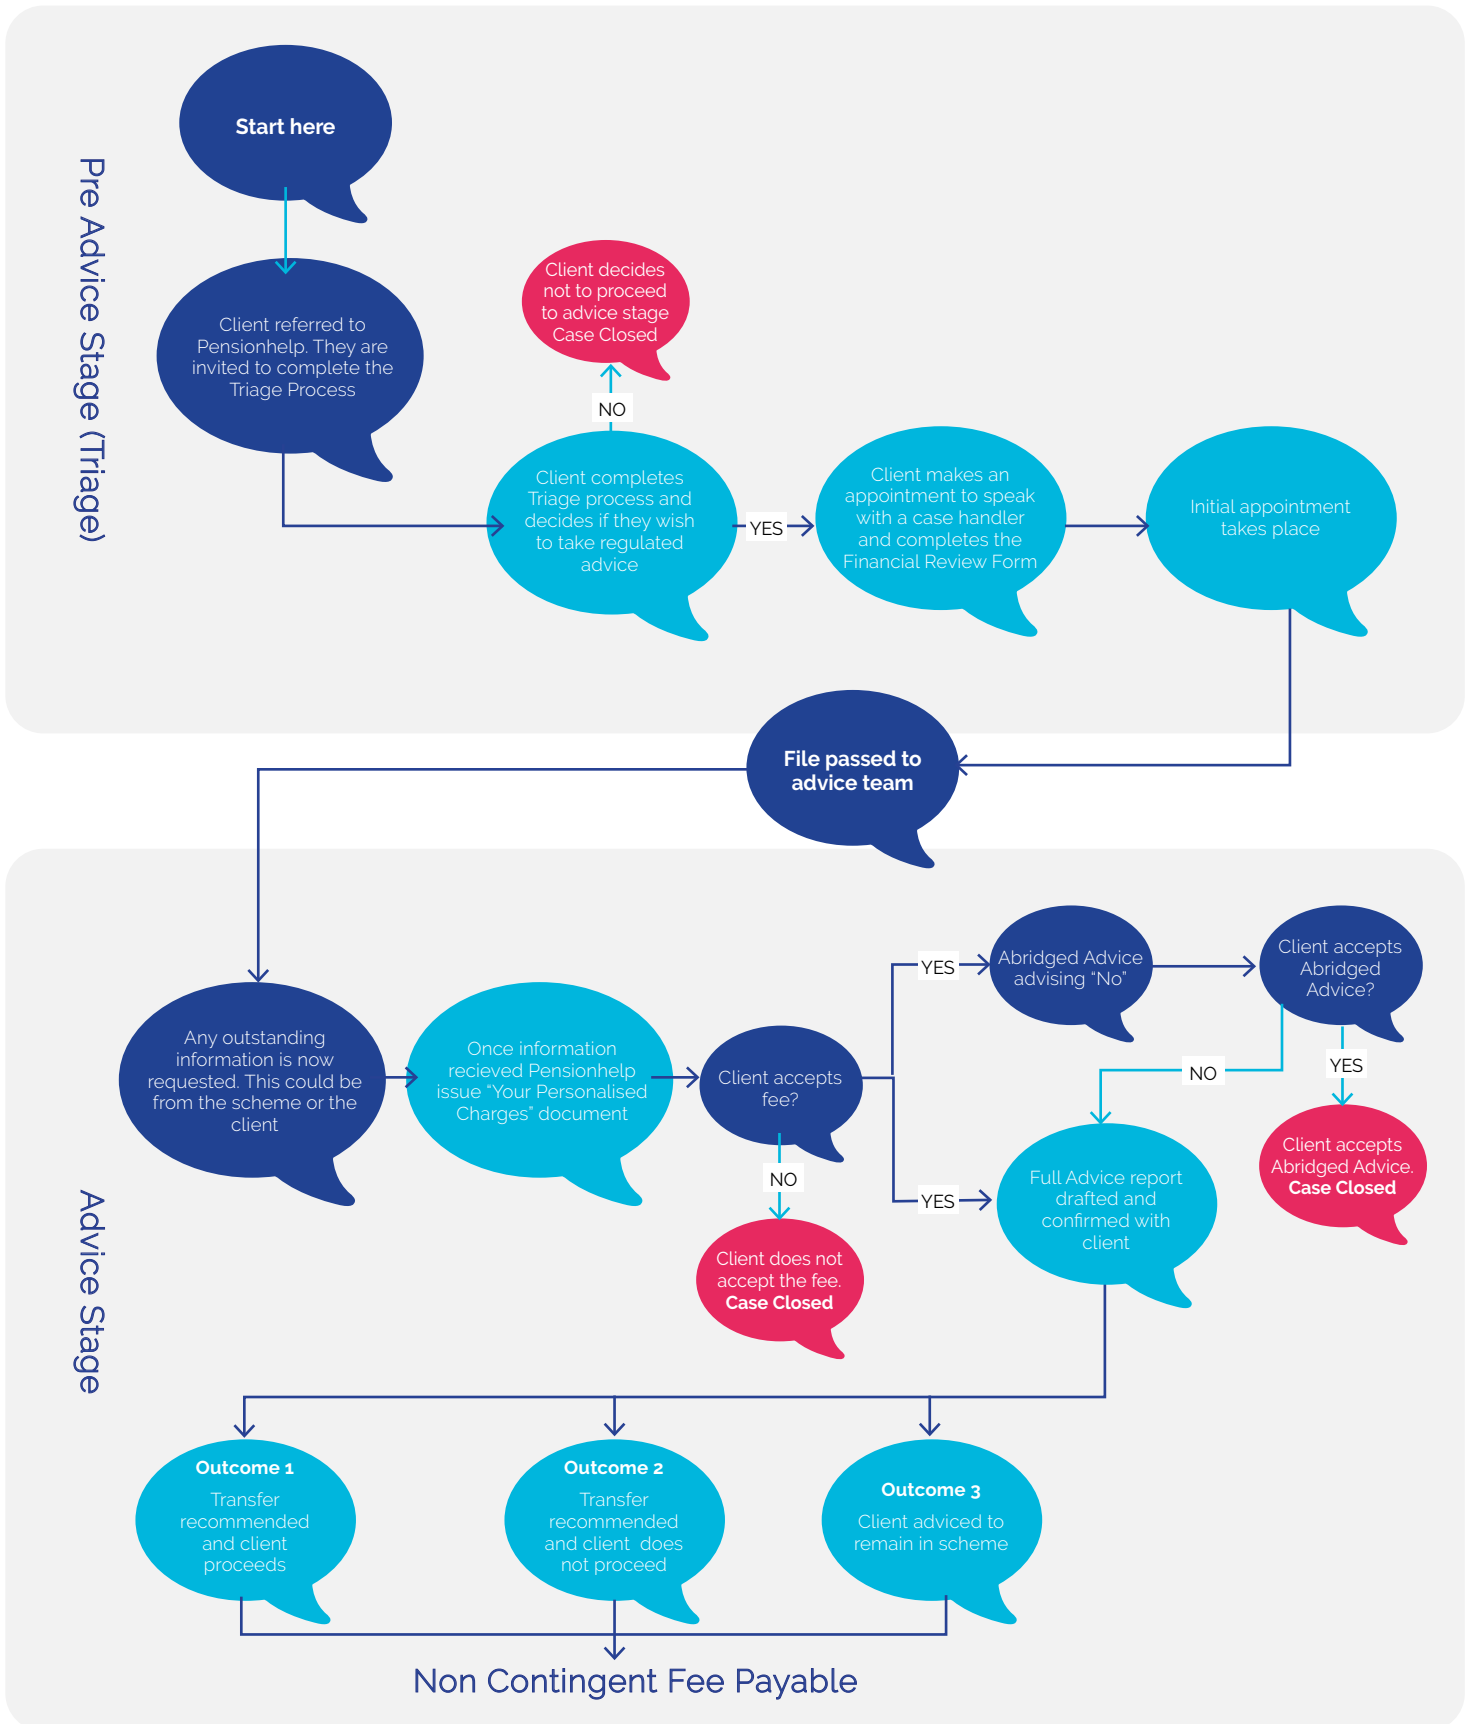 Pre Advice Stage (Triage)
Start here
Client referred to
Pensionhelp. They are
invited to complete the
Triage Process
Client decides
not to proceed
to advice stage
Case Closed
NO
Client completes
Triage process and
decides if they wish
to take regulated
advice
YES
Client makes an
appointment to speak
with a case handler
and completes the
Financial Review Form
Initial appointment
takes place
File passed to
advice team
Advice Stage
Any outstanding
information is now
requested. This could be
from the scheme or the
client
Once information
recieved Pensionhelp
issue “Your Personalised
Charges” document
Client accepts
fee?
NO
Client does not
accept the fee.
Case Closed
YES
Abridged Advice
advising “No”
Client accepts
Abridged
Advice?
NO
YES
Client accepts
Abridged Advice.
Case Closed
YES
Full Advice report
drafted and
confirmed with
client
Outcome 1
Transfer
recommended
and client
proceeds
Outcome 2
Transfer
recommended
and client does
not proceed
Outcome 3
Client adviced to
remain in scheme
Non Contingent Fee Payable